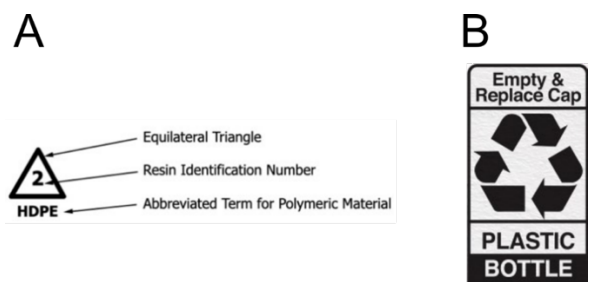 A
Equilateral Triangle
2
Resin Identification Number
HDPE
Abbreviated Term for Polymeric Material
B
Empty &
Replace Cap
PLASTIC
BOTTLE